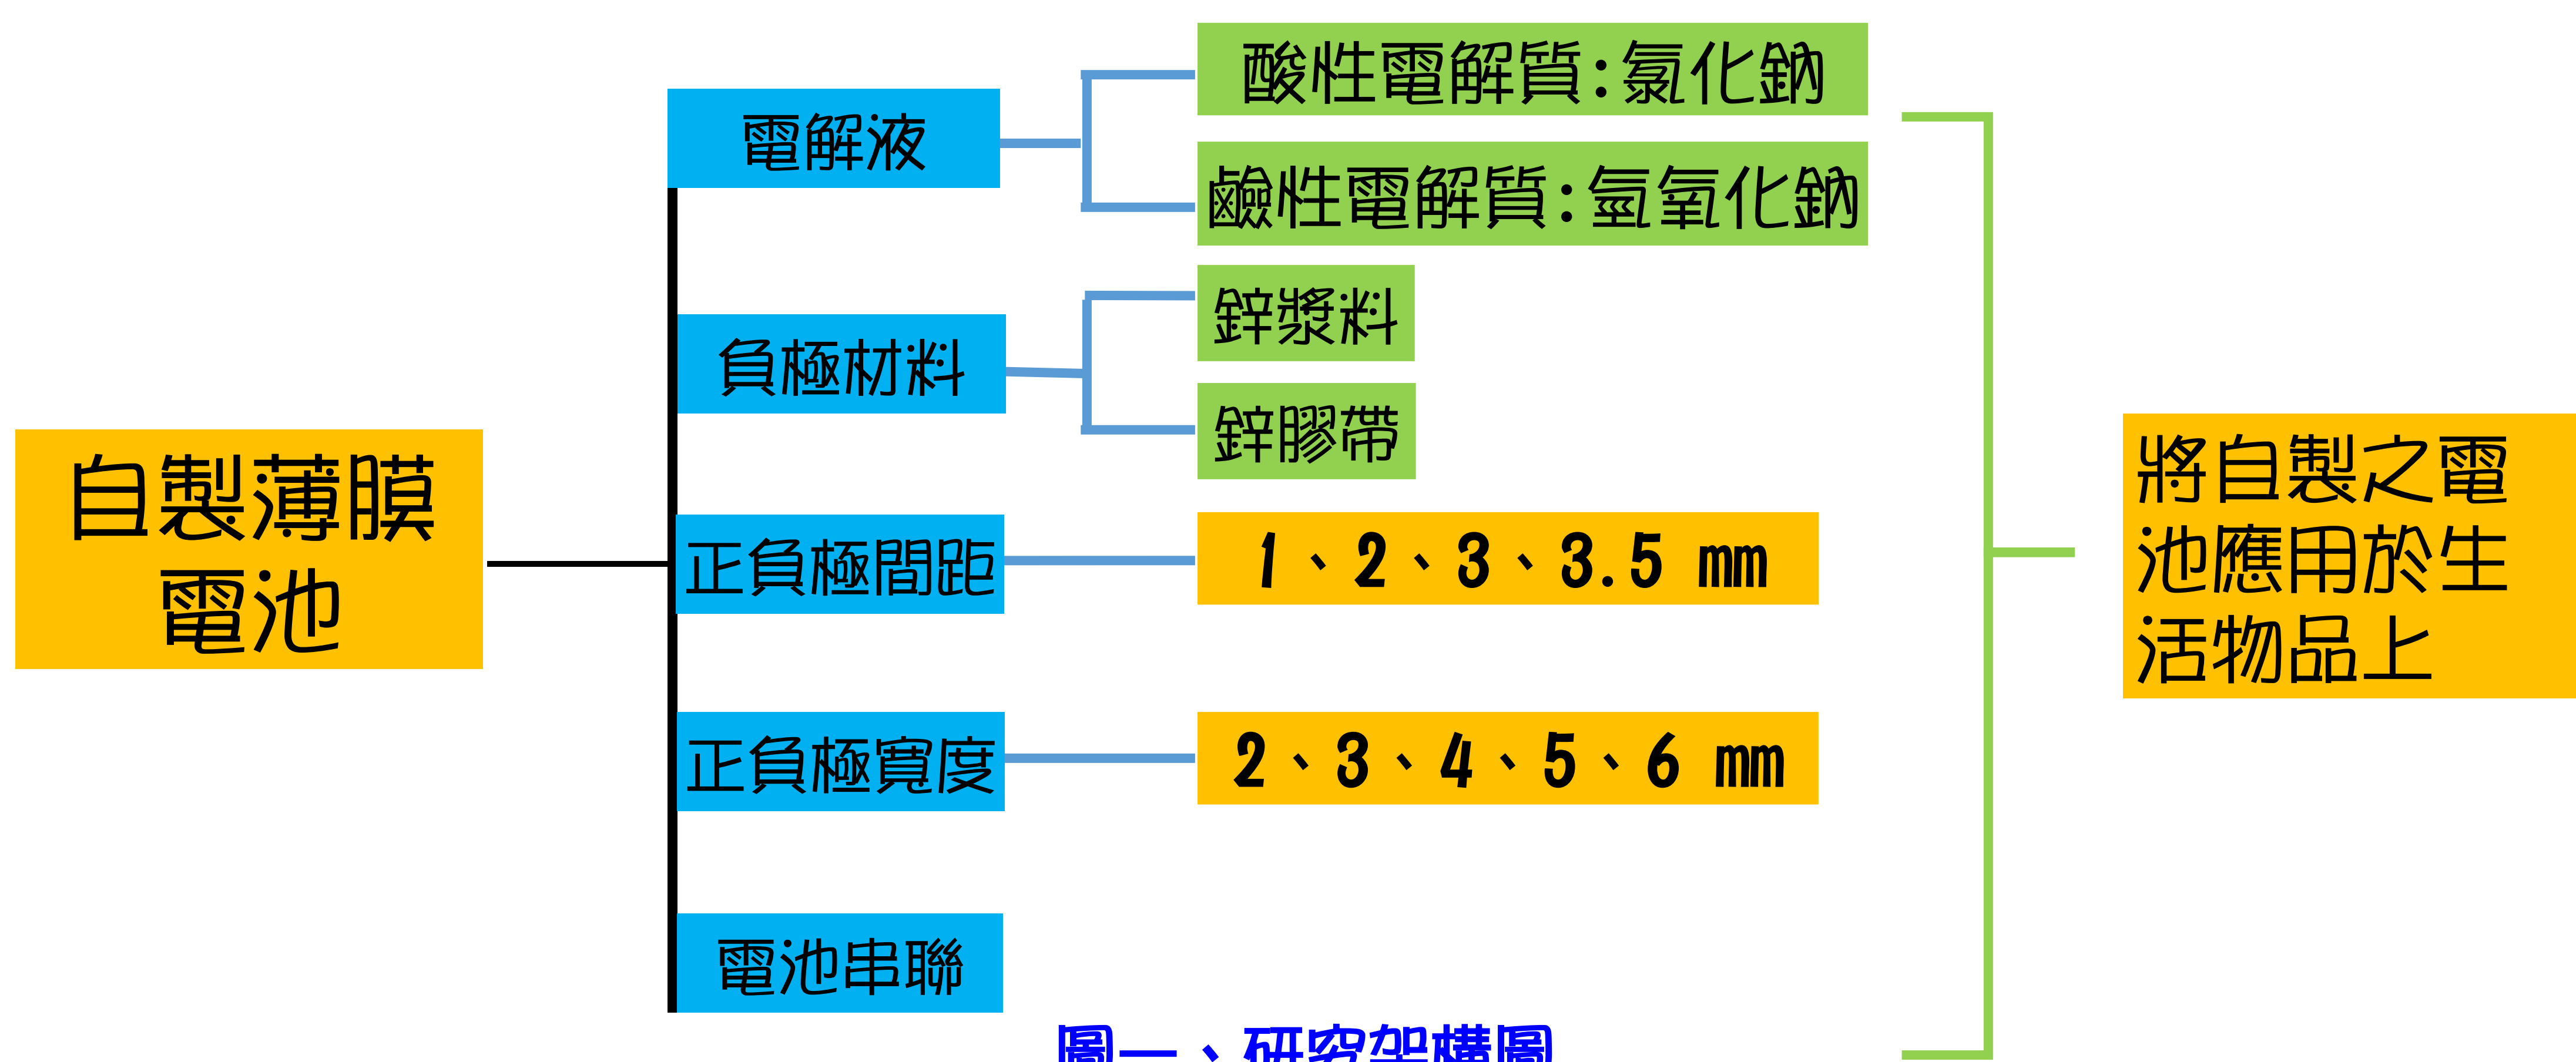 自製薄膜
電池
電解液
酸性電解質:氯化鈉
鹼性電解質:氫氧化鈉
負極材料
鋅漿料
鋅膠帶
正負極間距
1、2、3、3.5 mm
正負極寬度
2、3、4、5、6 mm
電池串聯
將自製之電
池應用於生
活物品上
圖一、研究架構圖